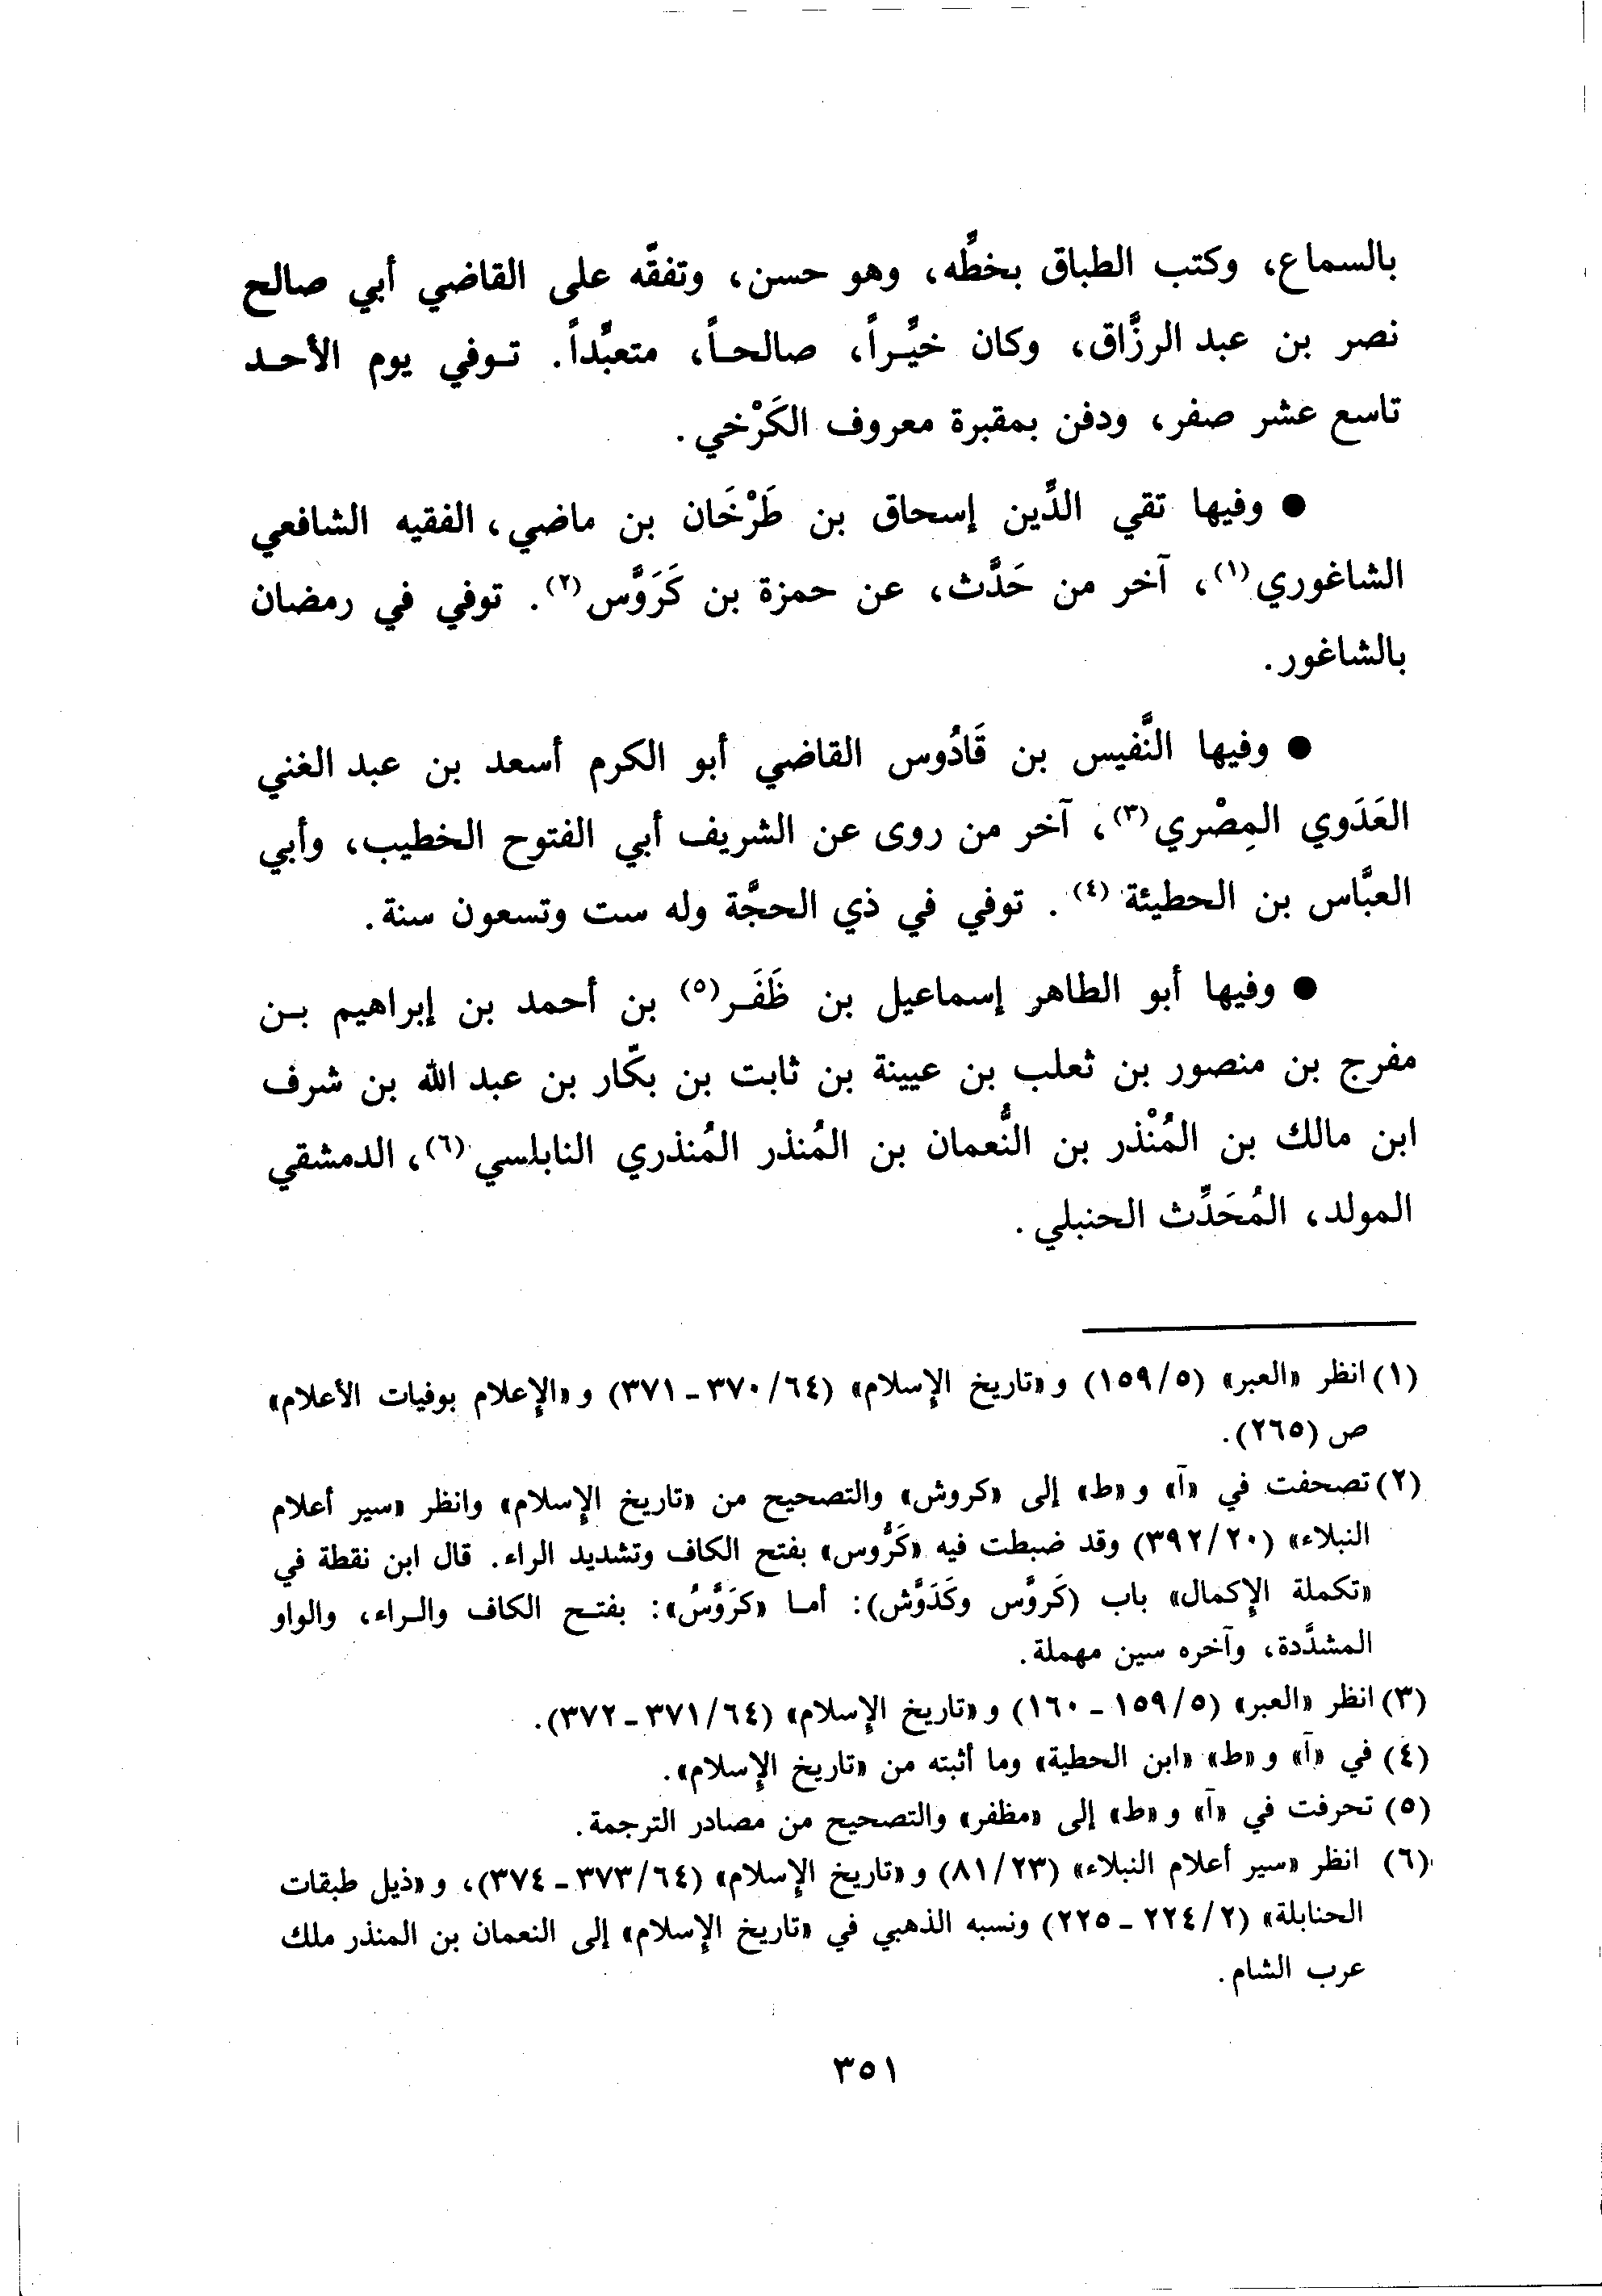 بالسماع، وكتب الطباق بخطِّه، وهو حسن، وتفقّه على القاضي أبي صالح
نصر بن عبد الرزَّاق، وكان خيِّراً، صالحاً، متعبِّداً. توفي يوم الأحد
تاسع عشر صفر، ودفن بمقبرة معروف الكَرْخي.
● وفيها تقي الدِّين إسحاق بن طَرْخَان بن ماضي، الفقيه الشافعي
الشاغوري(١)، آخر من حَدَّث، عن حمزة بن كَرَوَّس(٢). توفي في رمضان
بالشاغور.
● وفيها النَّفيس بن قَادُوس القاضي أبو الكرم أسعد بن عبد الغني
العَدَوي المِصْري(٣)، آخر من روى عن الشريف أبي الفتوح الخطيب، وأبي
العبَّاس بن الحطيئة(٤). توفي في ذي الحجَّة وله ست وتسعون سنة.
● وفيها أبو الطاهر إسماعيل بن ظَفَر(٥) بن أحمد بن إبراهيم بن
مفرج بن منصور بن ثعلب بن عيينة بن ثابت بن بكّار بن عبد الله بن شرف
ابن مالك بن المُنْذر بن النُّعمان بن المُنذر المُنذري النابلسي(٦)، الدمشقي
المولد، المُحَدِّث الحنبلي.
(١) انظر «العبر» (١٥٩/٥) و«تاريخ الإسلام» (٣٧٠/٦٤ - ٣٧١) و«الإعلام بوفيات الأعلام»
ص (٢٦٥).
(٢) تصحفت في «آ» و«ط» إلى «كروش» والتصحيح من «تاريخ الإسلام» وانظر «سير أعلام
النبلاء» (٣٩٢/٢٠) وقد ضبطت فيه «كَرُّوس» بفتح الكاف وتشديد الراء. قال ابن نقطة في
«تكملة الإكمال» باب (كَروَّس وكَدَوَّش): أما «كرَوَّسُ»: بفتح الكاف والراء، والواو
المشدَّدة، وآخره سين مهملة.
(٣) انظر «العبر» (١٥٩/٥ - ١٦٠) و«تاريخ الإسلام» (٣٧١/٦٤ - ٣٧٢).
(٤) في «آ» و«ط» «ابن الحطية» وما أثبته من «تاريخ الإسلام».
(٥) تحرفت في «آ» و«ط» إلى «مظفر» والتصحيح من مصادر الترجمة.
(٦) انظر «سير أعلام النبلاء» (٨١/٢٣) و«تاريخ الإسلام» (٣٧٣/٦٤ - ٣٧٤)، و«ذيل طبقات
الحنابلة» (٢٢٤/٢ - ٢٢٥) ونسبه الذهبي في «تاريخ الإسلام» إلى النعمان بن المنذر ملك
عرب الشام.
٣٥١